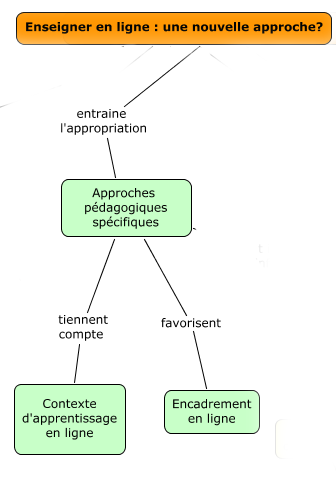 Enseigner en ligne : une nouvelle approche?
entraine
l'appropriation
Approches
pédagogiques
spécifiques
tiennent
compte
favorisent
Contexte
d'apprentissage
en ligne
Encadrement
en ligne